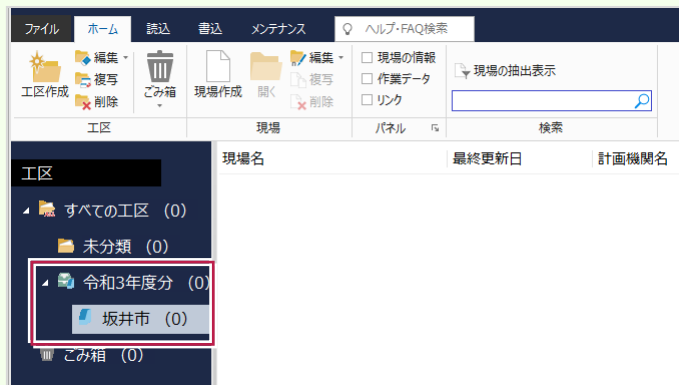 ファイル ホーム 読込 書込 メンテナンス ヘルプ・FAQ検索
工区作成 編集 複写 削除 ごみ箱
工区
現場作成 開く 編集 複写 削除
現場
現場の情報
作業データ
リンク
パネル
現場の抽出表示
検索
工区
現場名 最終更新日 計画機関名
すべての工区 (0)
未分類 (0)
令和3年度分 (0)
坂井市 (0)
ごみ箱 (0)